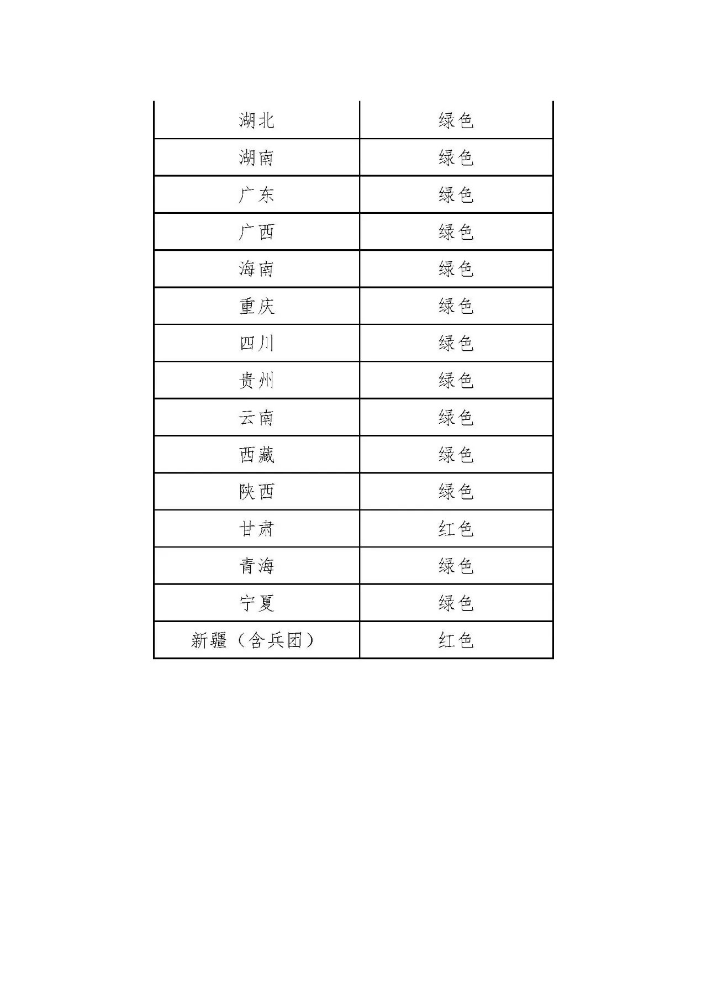 湖北 绿色
湖南 绿色
广东 绿色
广西 绿色
海南 绿色
重庆 绿色
四川 绿色
贵州 绿色
云南 绿色
西藏 绿色
陕西 绿色
甘肃 红色
青海 绿色
宁夏 绿色
新疆（含兵团） 红色